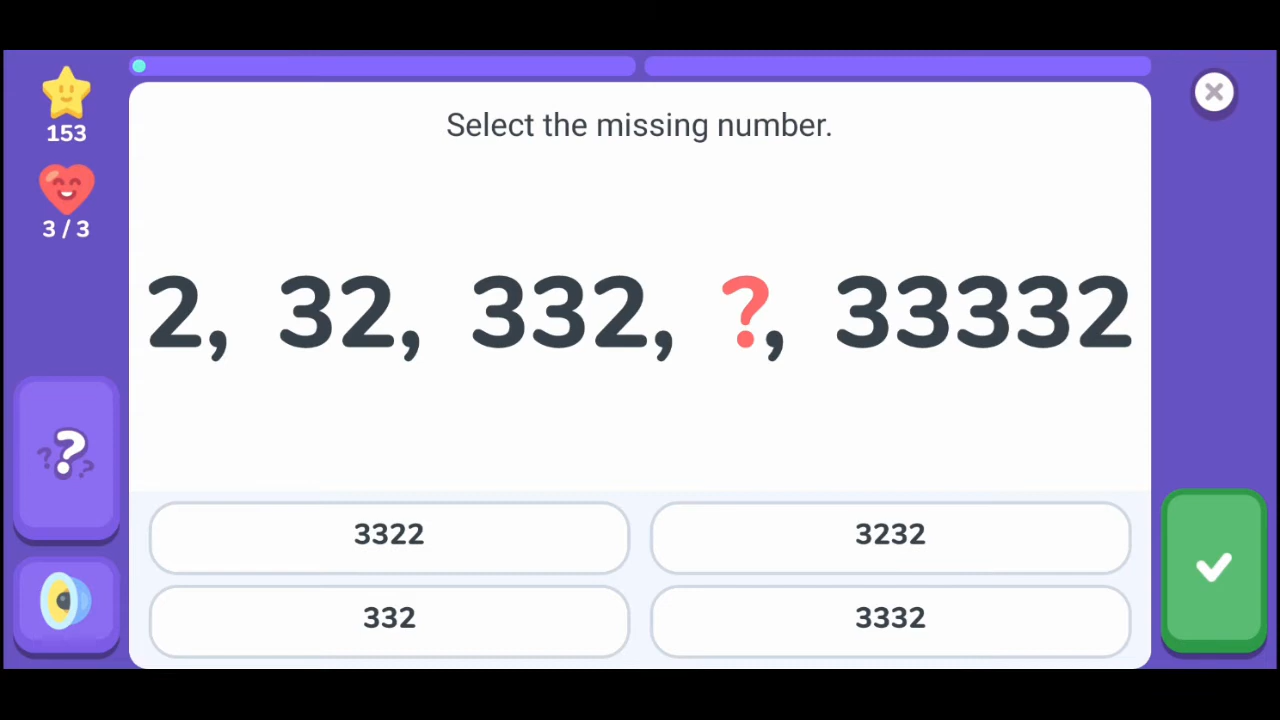 153
3 / 3
Select the missing number.
2, 32, 332, ?, 33332
3322
3232
332
3332